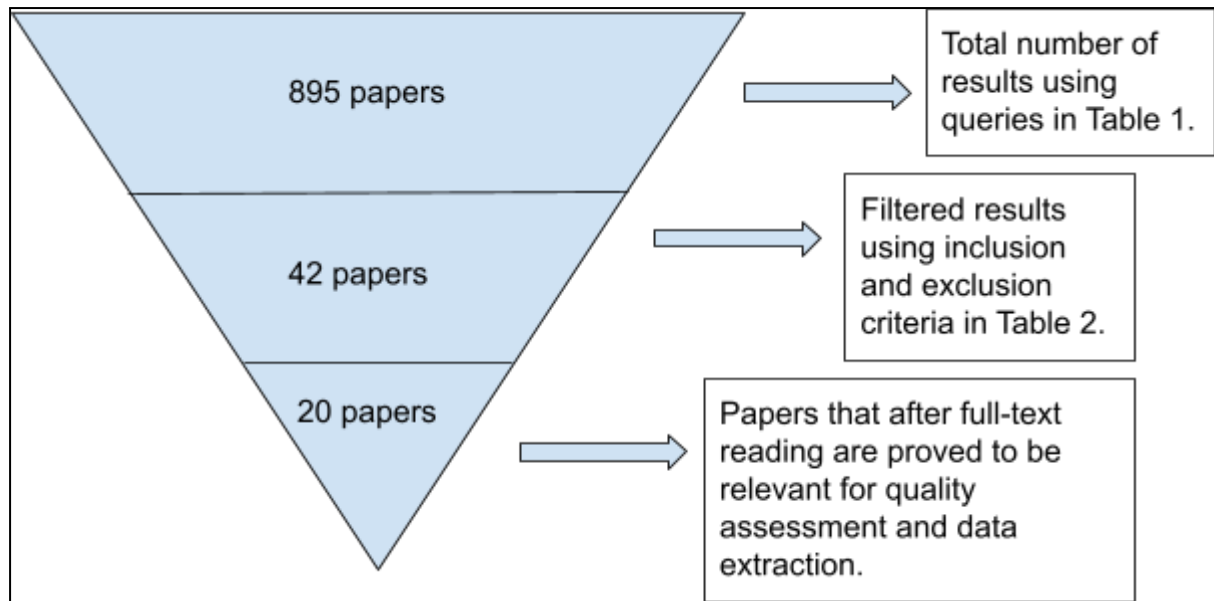 895 papers
Total number of
results using
queries in Table 1.
42 papers
Filtered results
using inclusion
and exclusion
criteria in Table 2.
20 papers
Papers that after full-text
reading are proved to be
relevant for quality
assessment and data
extraction.